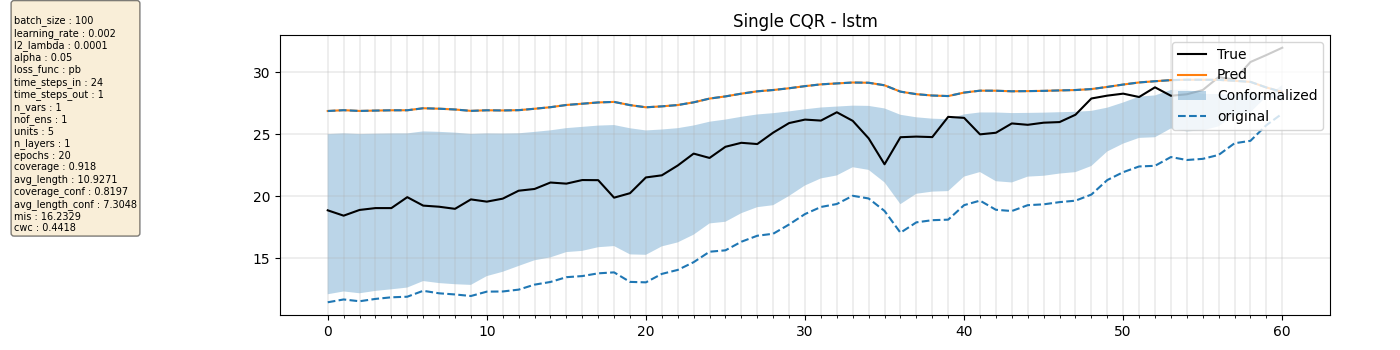 batch_size : 100
learning_rate : 0.002
l2_lambda : 0.0001
alpha : 0.05
loss_func : pb
time_steps_in : 24
time_steps_out : 1
n_vars : 1
nof_ens : 1
units : 5
n_layers : 1
epochs : 20
coverage : 0.918
avg_length : 10.9271
coverage_conf : 0.8197
avg_length_conf : 7.3048
mis : 16.2329
cwc : 0.4418
Single CQR - lstm
30
25
20
15
0 10 20 30 40 50 60
True
Pred
Conformalized
original